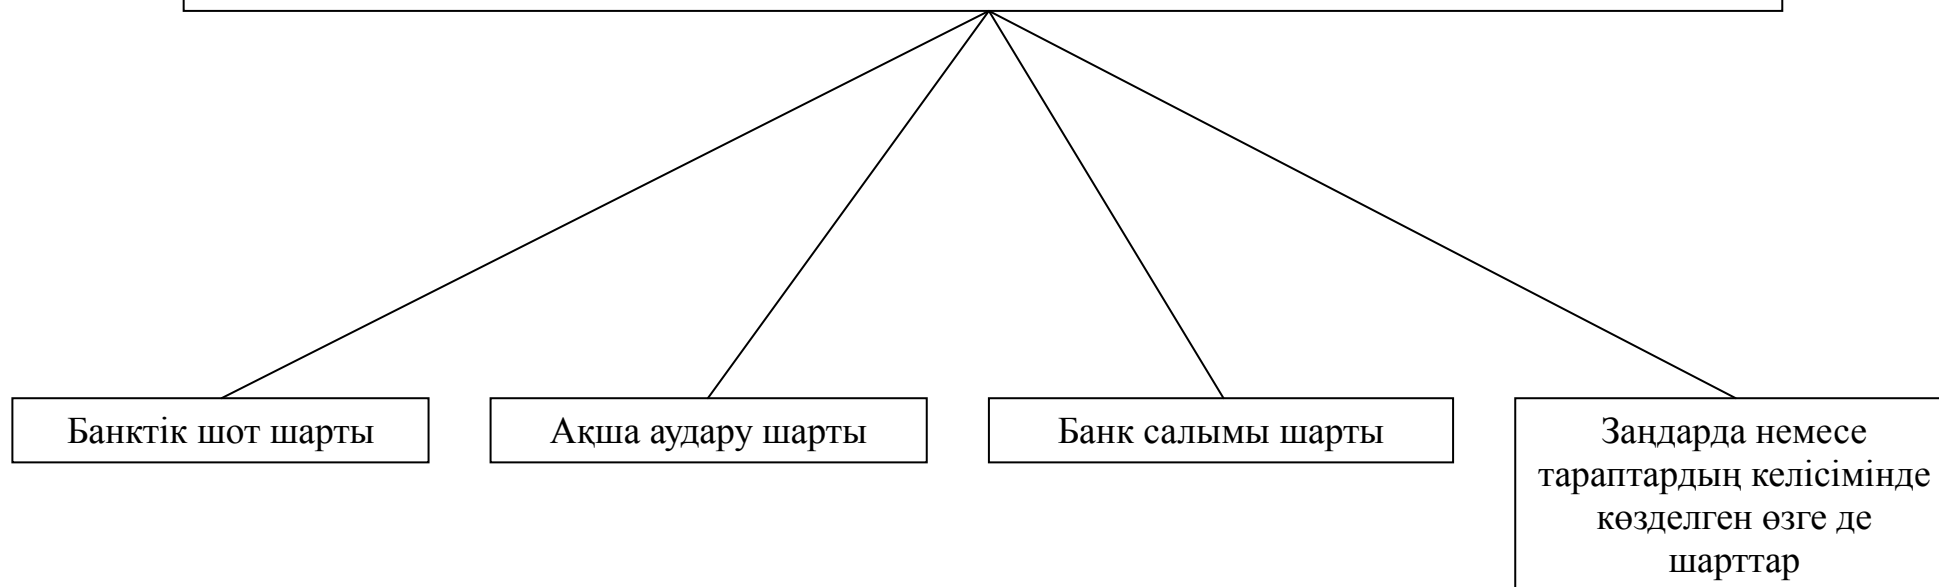 Банктік шот шарты
Ақша аудару шарты
Банк салымы шарты
Заңдарда немесе
тараптардың келісімінде
көзделген өзге де
шарттар